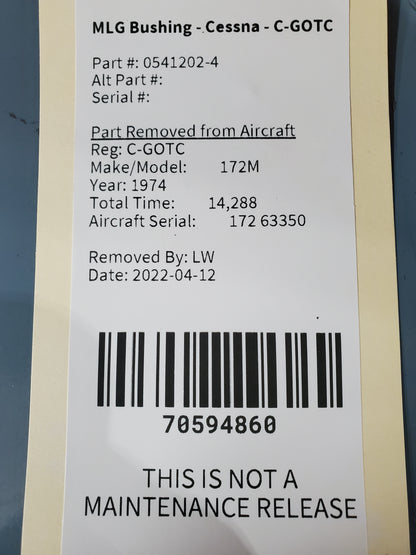 MLG Bushing - Cessna - C-GOTC
Part #: 0541202-4
Alt Part #:
Serial #:
Part Removed from Aircraft
Reg: C-GOTC
Make/Model: 172M
Year: 1974
Total Time: 14,288
Aircraft Serial: 172 63350
Removed By: LW
Date: 2022-04-12
70594860
THIS IS NOT A
MAINTENANCE RELEASE